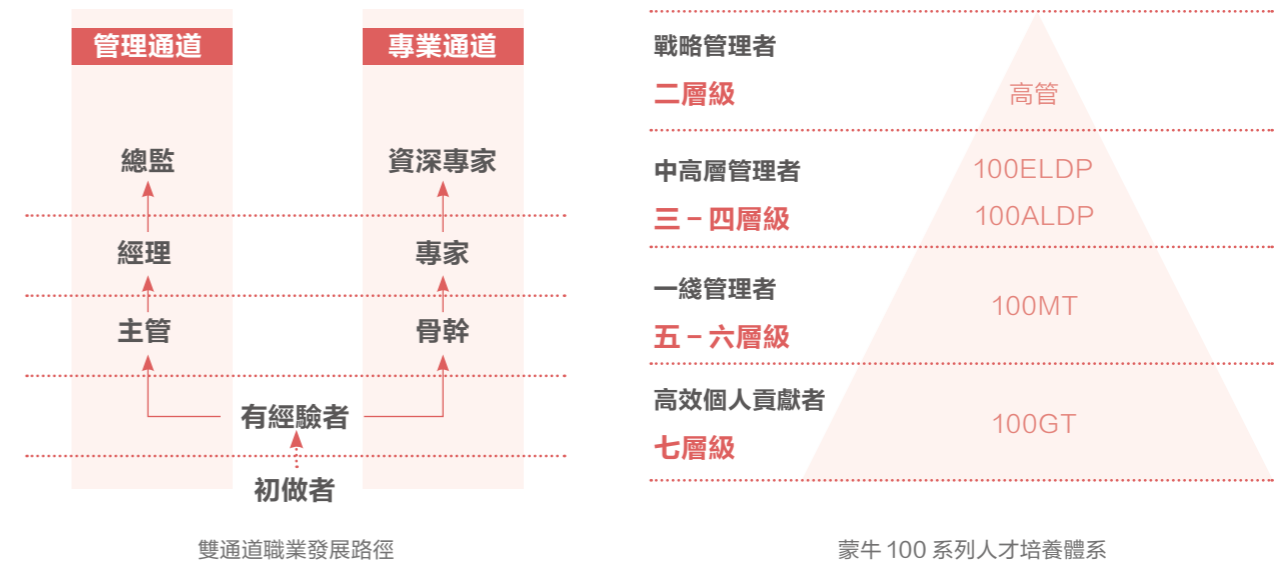 管理通道
專業通道
總監
資深專家
經理
專家
主管
骨幹
有經驗者
初做者
雙通道職業發展路徑
戰略管理者
二層級
高管
中高層管理者
三－四層級
100ELDP
100ALDP
一綫管理者
五－六層級
100MT
高效個人貢獻者
七層級
100GT
蒙牛 100 系列人才培養體系